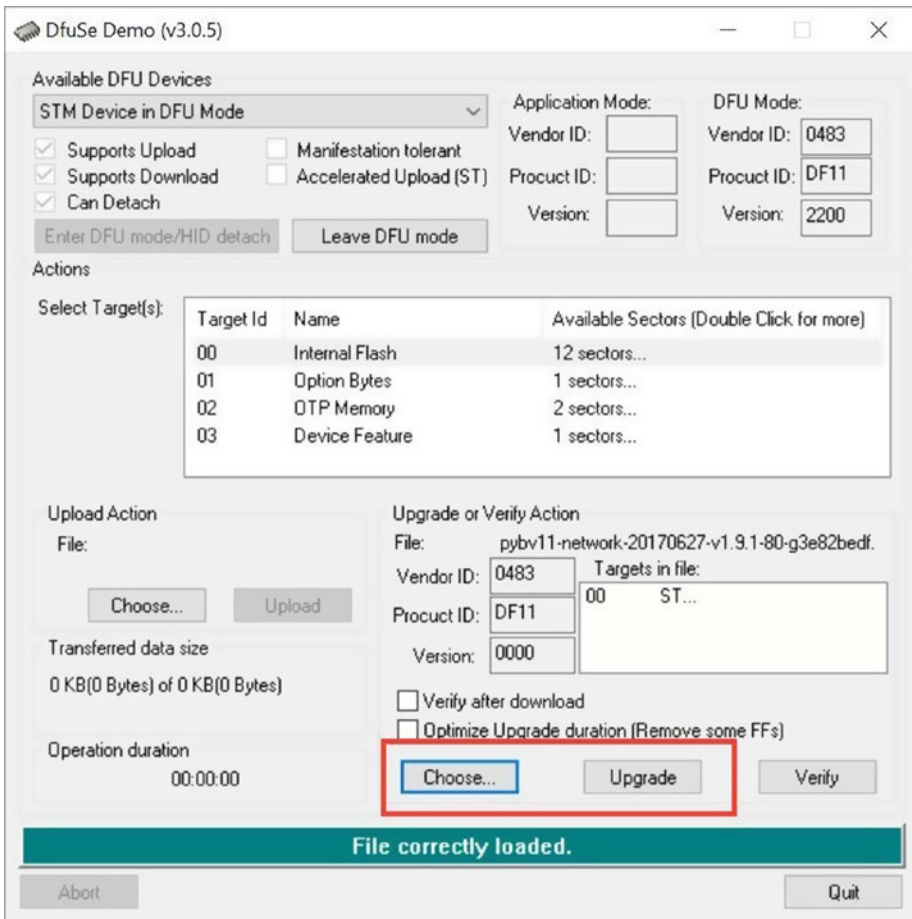 DfuSe Demo (v3.0.5)
Available DFU Devices
STM Device in DFU Mode
Supports Upload
Manifestation tolerant
Supports Download
Accelerated Upload (ST)
Can Detach
Enter DFU mode/HID detach
Leave DFU mode
Application Mode:
Vendor ID:
Procuct ID:
Version:
DFU Mode:
Vendor ID: 0483
Procuct ID: DF11
Version: 2200
Actions
Select Target(s):
Target Id Name Available Sectors (Double Click for more)
00 Internal Flash 12 sectors...
01 Option Bytes 1 sectors...
02 OTP Memory 2 sectors...
03 Device Feature 1 sectors...
Upload Action
File:
Choose... Upload
Transferred data size
0 KB(0 Bytes) of 0 KB(0 Bytes)
Operation duration
00:00:00
Upgrade or Verify Action
File: pybv11-network-20170627-v1.9.1-80-g3e82bedf.
Vendor ID: 0483
Procuct ID: DF11
Version: 0000
Targets in file:
00 ST...
Verify after download
Optimize Upgrade duration (Remove some FFs)
Choose... Upgrade Verify
File correctly loaded.
Abort Quit